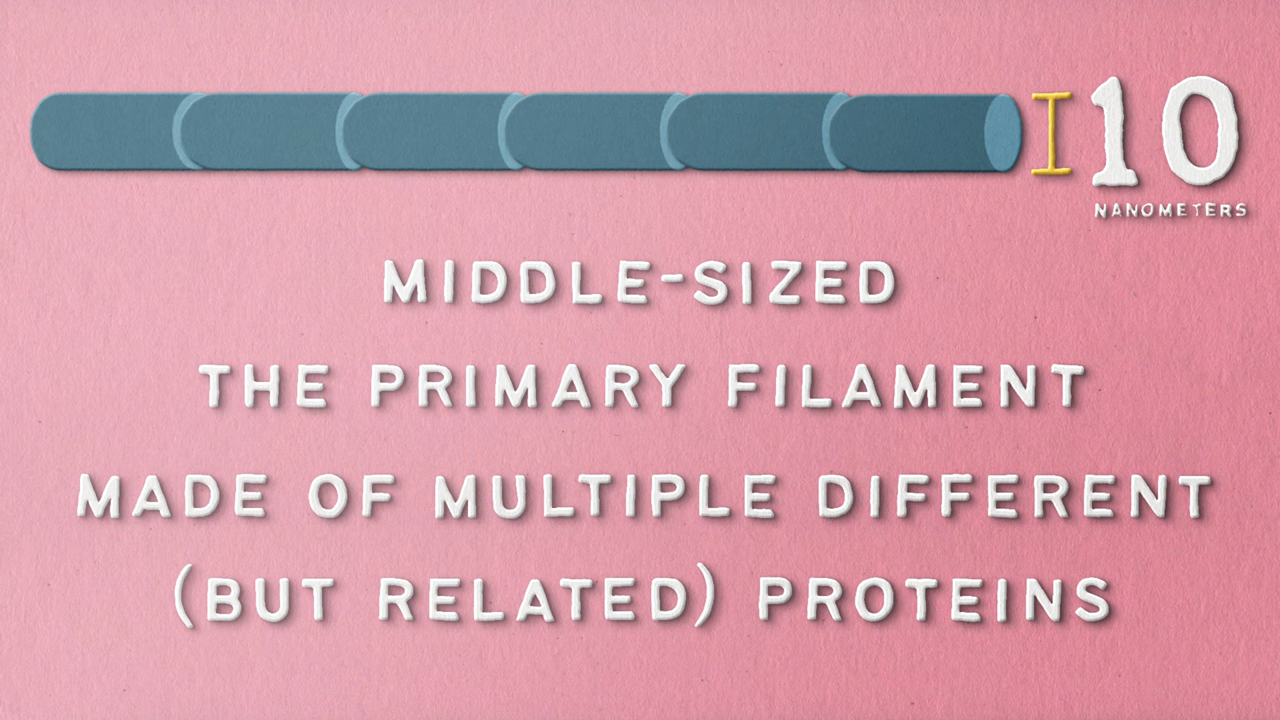 10
NANOMETERS
MIDDLE-SIZED
THE PRIMARY FILAMENT
MADE OF MULTIPLE DIFFERENT
(BUT RELATED) PROTEINS